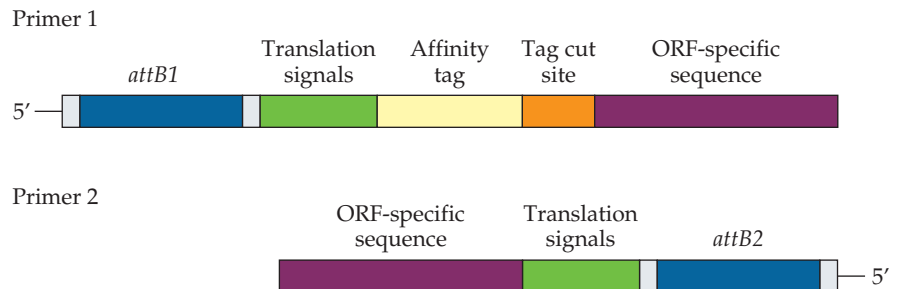 Primer 1
Translation signals
Affinity tag
Tag cut site
ORF-specific sequence
attB1
5′
Primer 2
ORF-specific sequence
Translation signals
attB2
5′